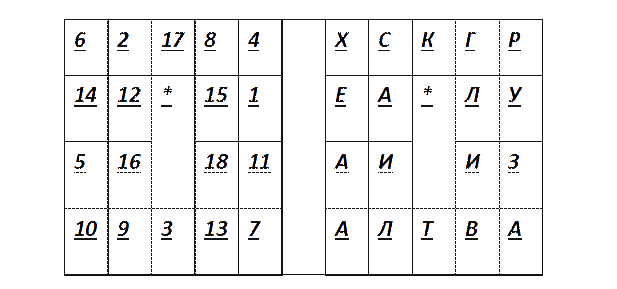 6 2 17 8 4 Х С К Г Р
14 12 * 15 1 Е А * Л У
5 16 18 11 А И И З
10 9 3 13 7 А Л Т В А